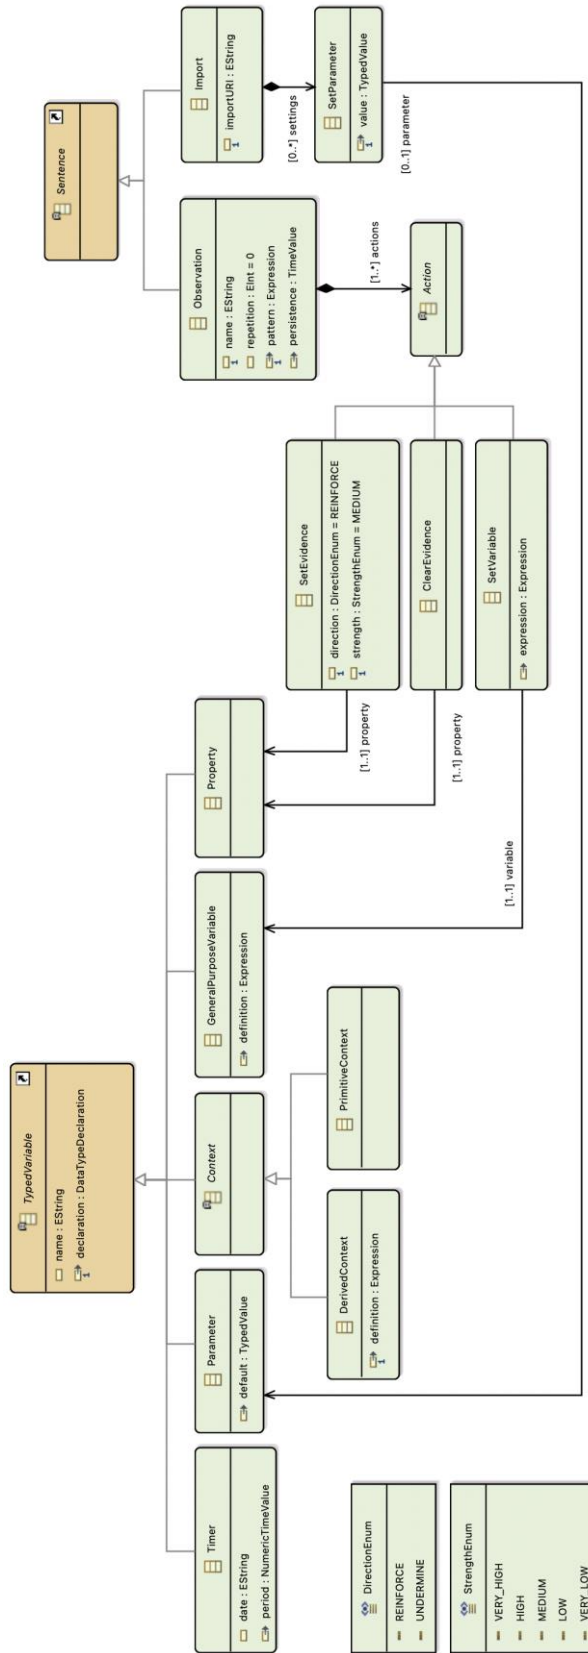 TypedVariable
name : EString
declaration : DataTypeDeclaration
Sentence
Timer
date : EString
period : NumericTimeValue
Parameter
default : TypedValue
Context
GeneralPurposeVariable
definition : Expression
Property
Observation
name : EString
repetition : EInt = 0
pattern : Expression
persistence : TimeValue
Import
importURI : EString
[0..*] settings
SetParameter
value : TypedValue
[0..1] parameter
[1..*] actions
Action
DerivedContext
definition : Expression
PrimitiveContext
SetEvidence
direction : DirectionEnum = REINFORCE
strength : StrengthEnum = MEDIUM
[1..1] property
ClearEvidence
[1..1] property
SetVariable
expression : Expression
[1..1] variable
DirectionEnum
REINFORCE
UNDERMINE
StrengthEnum
VERY_HIGH
HIGH
MEDIUM
LOW
VERY_LOW